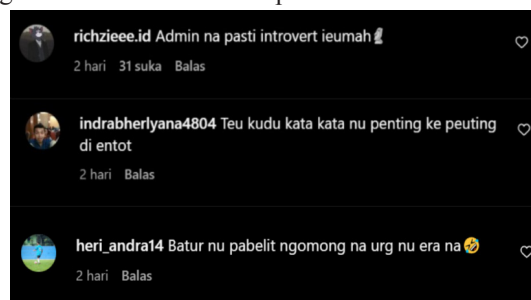 richzieee.id Admin na pasti introvert ieumah
2 hari 31 suka Balas
indrabherlyana4804 Teu kudu kata kata nu penting ke peuting
di entot
2 hari Balas
heri_andra14 Batur nu pabelit ngomong na urg nu era na🤣
2 hari Balas